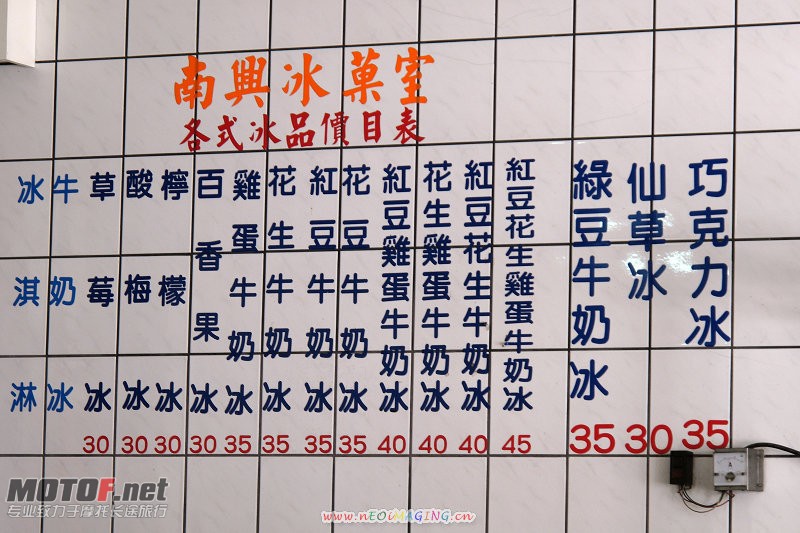 南興冰菓室
各式冰品價目表
冰淇淋
牛奶冰
草莓冰 30
酸梅冰 30
檸檬冰 30
百香果冰 30
雞蛋牛奶冰 35
花生牛奶冰 35
紅豆牛奶冰 35
花豆牛奶冰 35
紅豆雞蛋牛奶冰 40
花生雞蛋牛奶冰 40
紅豆花生牛奶冰 40
紅豆花生雞蛋牛奶冰 45
綠豆牛奶冰 35
仙草冰 30
巧克力冰 35
MOTOF.net
专业致力于摩托长途旅行
www.nEOiMAGING.cn